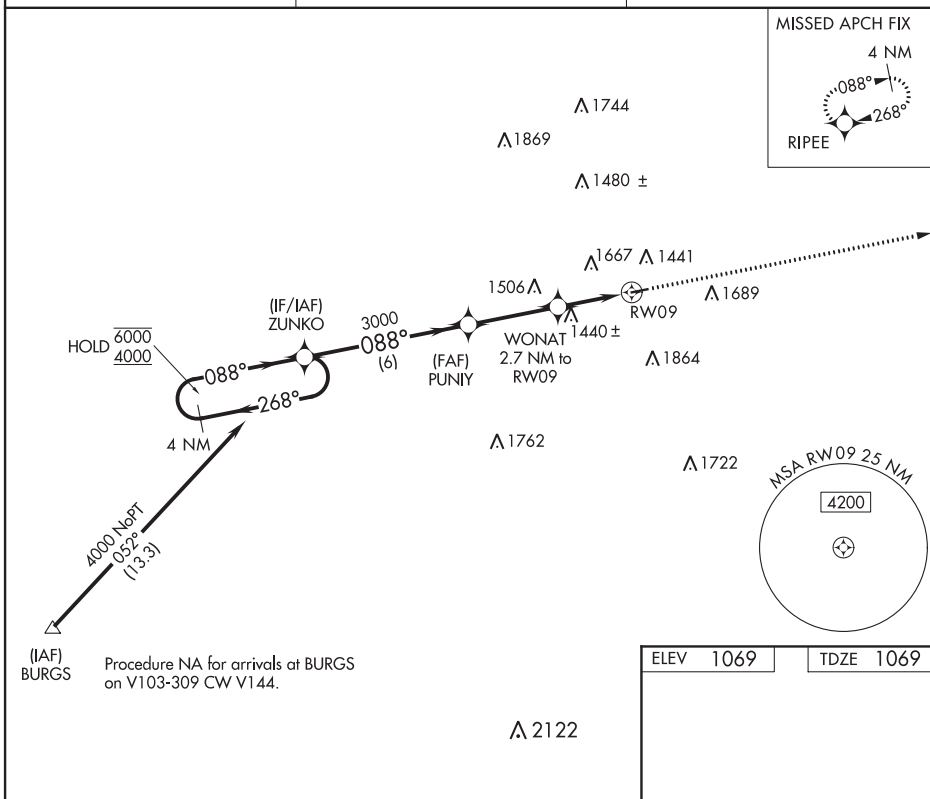 MISSED APCH FIX
4 NM
088°
268°
RIPEE
1744
1869
1480 ±
1667
1441
1506
1689
RW09
1440 ±
(IF/IAF)
ZUNKO
3000
088°
(6)
(FAF)
PUNIY
WONAT
2.7 NM to
RW09
HOLD
6000
4000
088°
268°
4 NM
1864
1762
1722
4000 NoPT
052°
(13.3)
MSA RW09 25 NM
4200
(IAF)
BURGS
Procedure NA for arrivals at BURGS
on V103-309 CW V144.
ELEV 1069
TDZE 1069
2122